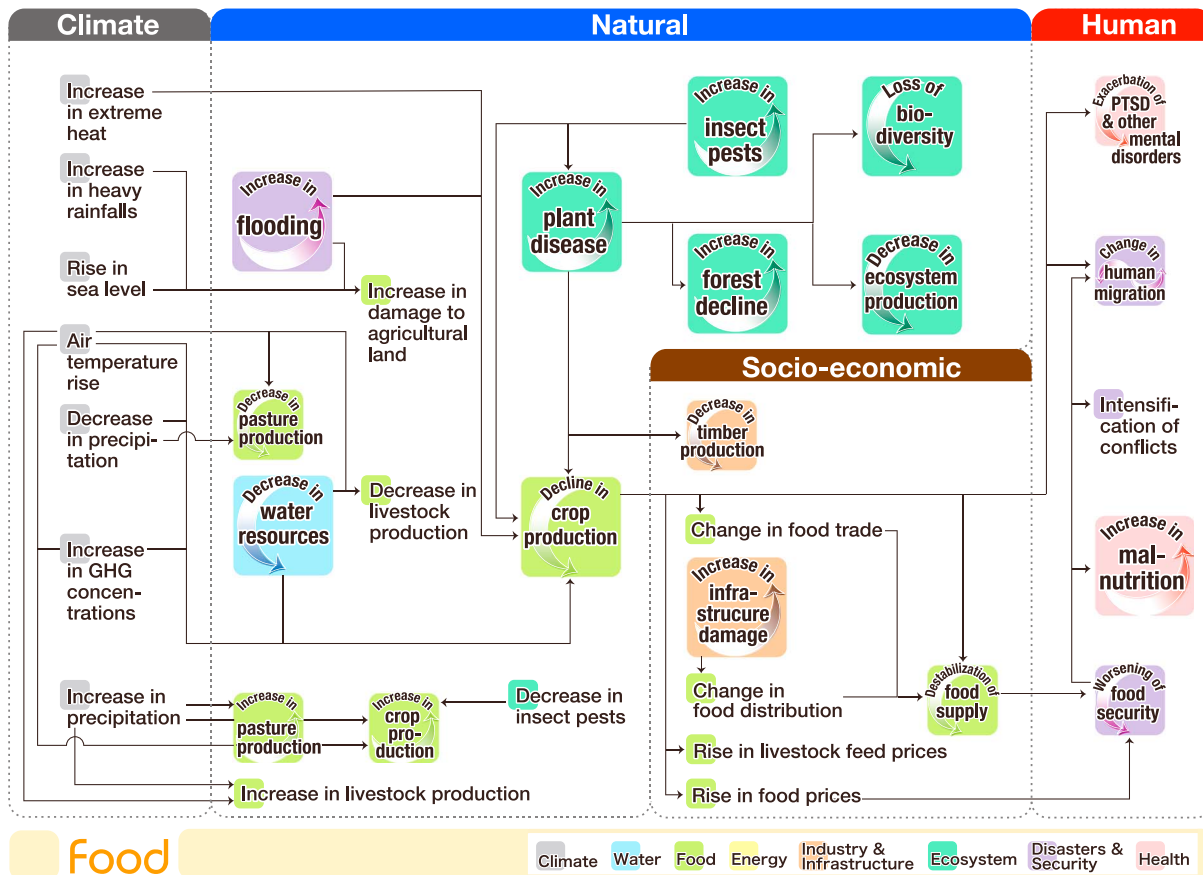 Climate
Natural
Human
Increase
in extreme
heat
Increase
in heavy
rainfalls
Rise in
sea level
Air
temperature
rise
Decrease
in precipi-
tation
Increase
in GHG
concen-
trations
Increase in
precipitation
Increase in
flooding
Increase in
damage to
agricultural
land
Decrease in
pasture
production
Decrease in
water
resources
Decrease in
livestock
production
Increase in
pasture
production
Increase in
crop
pro-
duction
Decrease in
insect pests
Increase in livestock production
Increase in
insect
pests
Loss of
bio-
diversity
Increase in
plant
disease
Increase in
forest
decline
Decrease in
ecosystem
production
Decline in
crop
production
Socio-economic
Decrease in
timber
production
Change in food trade
Increase in
infra-
strucure
damage
Change in
food distribution
Destabilization of
food
supply
Rise in livestock feed prices
Rise in food prices
Exacerbation of
PTSD
& other
mental
disorders
Change in
human
migration
Intensifi-
cation of
conflicts
Increase in
mal-
nutrition
Worsening of
food
security
Food
Climate
Water
Food
Energy
Industry &
Infrastructure
Ecosystem
Disasters &
Security
Health